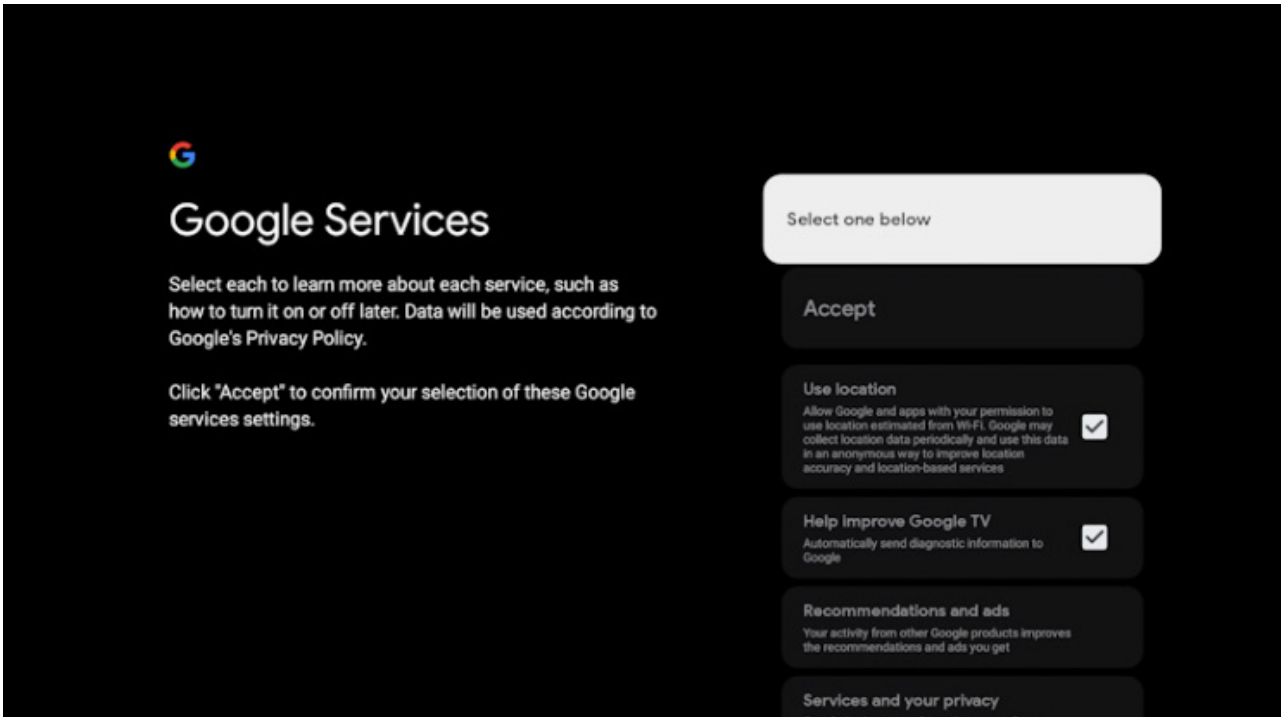 Google Services
Select each to learn more about each service, such as
how to turn it on or off later. Data will be used according to
Google's Privacy Policy.
Click "Accept" to confirm your selection of these Google
services settings.
Select one below
Accept
Use location
Allow Google and apps with your permission to
use location estimated from Wi-Fi. Google may
collect location data periodically and use this data
in an anonymous way to improve location
accuracy and location-based services
Help improve Google TV
Automatically send diagnostic information to
Google
Recommendations and ads
Your activity from other Google products improves
the recommendations and ads you get
Services and your privacy